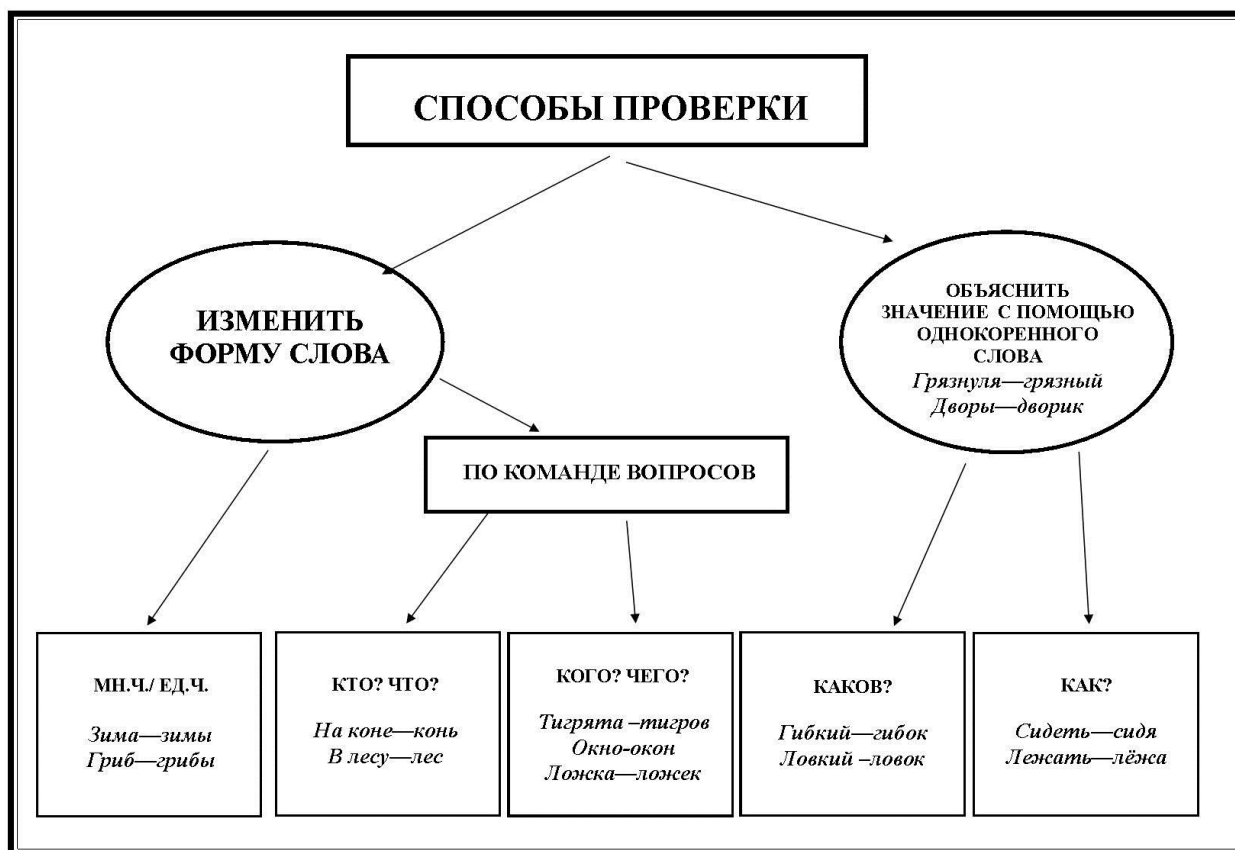 СПОСОБЫ ПРОВЕРКИ
ИЗМЕНИТЬ
ФОРМУ СЛОВА
ОБЪЯСНИТЬ
ЗНАЧЕНИЕ С ПОМОЩЬЮ
ОДНОКОРЕННОГО
СЛОВА
Грязнуля—грязный
Дворы—дворик
ПО КОМАНДЕ ВОПРОСОВ
МН.Ч./ ЕД.Ч.
Зима—зимы
Гриб—грибы
КТО? ЧТО?
На коне—конь
В лесу—лес
КОГО? ЧЕГО?
Тигрята –тигров
Окно-окон
Ложка—ложек
КАКОВ?
Гибкий—гибок
Ловкий –ловок
КАК?
Сидеть—сидя
Лежать—лёжа